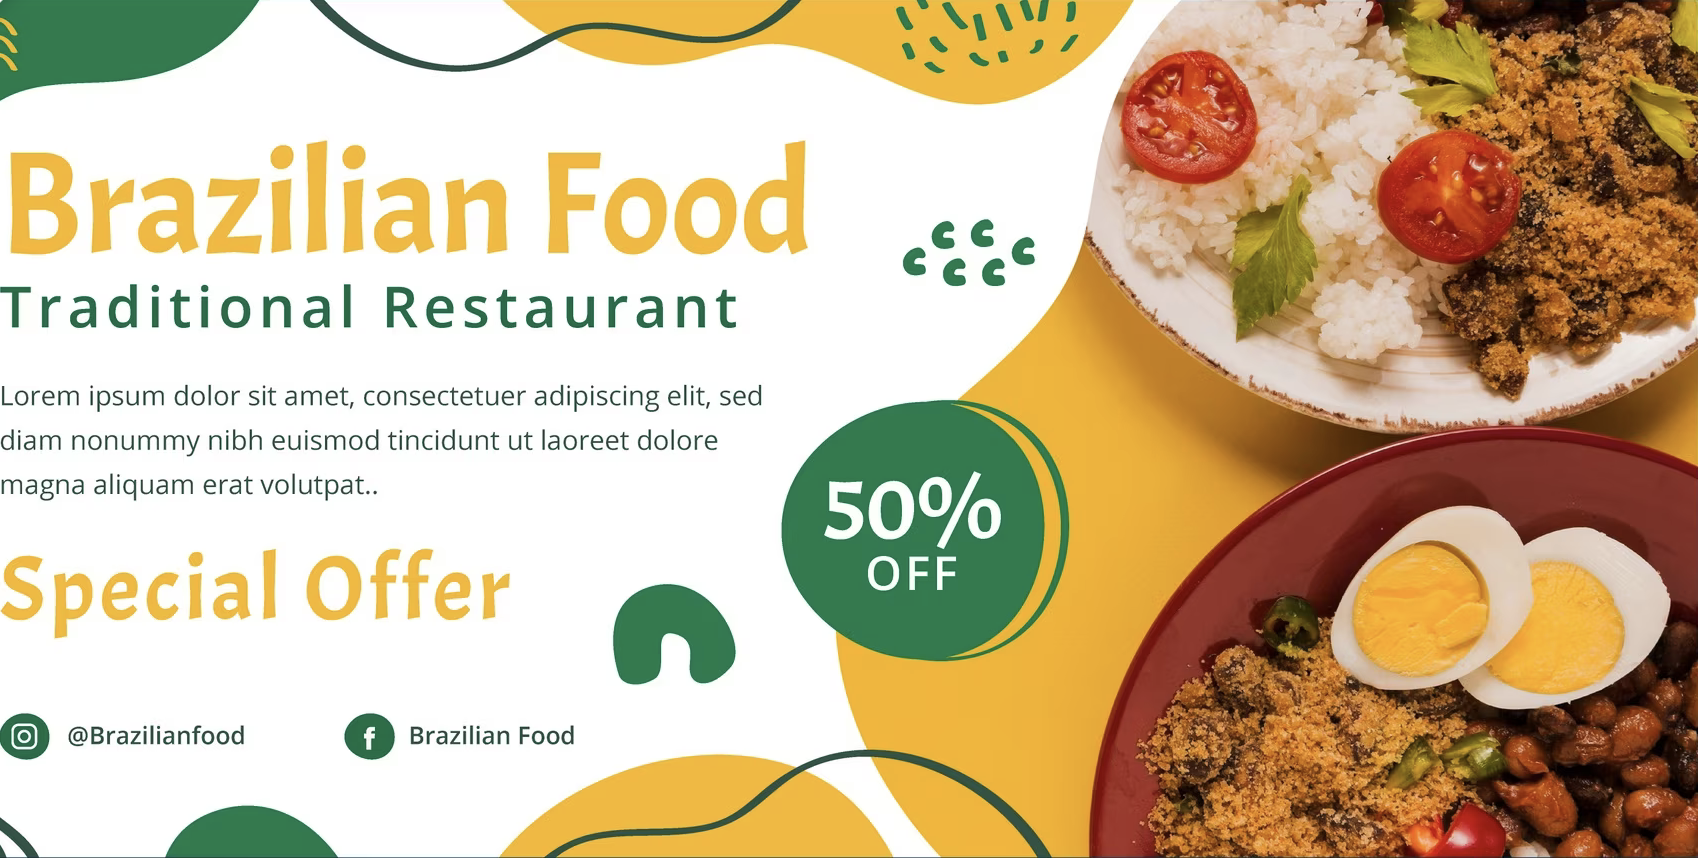 Brazilian Food
Traditional Restaurant
Lorem ipsum dolor sit amet, consectetuer adipiscing elit, sed
diam nonummy nibh euismod tincidunt ut laoreet dolore
magna aliquam erat volutpat..
50%
OFF
Special Offer
@Brazilianfood
Brazilian Food